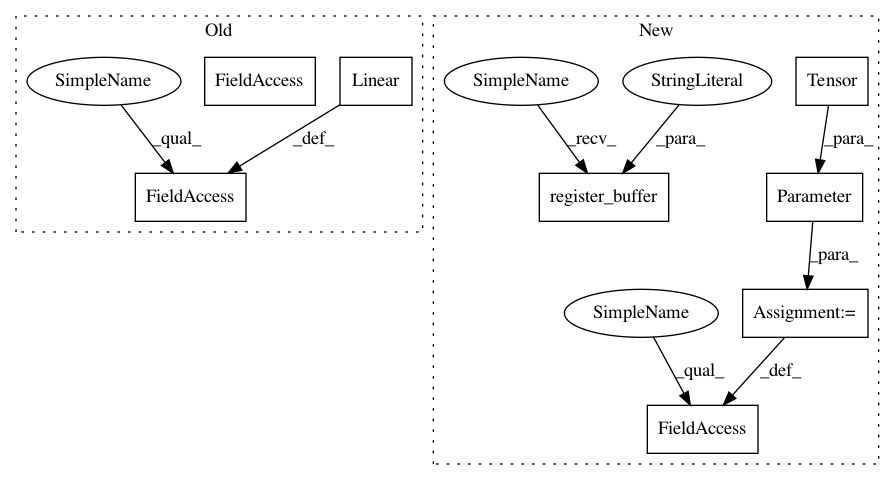 Old
New
SimpleName
FieldAccess
Linear
SimpleName
StringLiteral
Tensor
_qual_
_def_
_recv_
_para_
_para_
FieldAccess
register_buffer
Parameter
_para_
SimpleName
Assignment:=
_qual_
_def_
FieldAccess